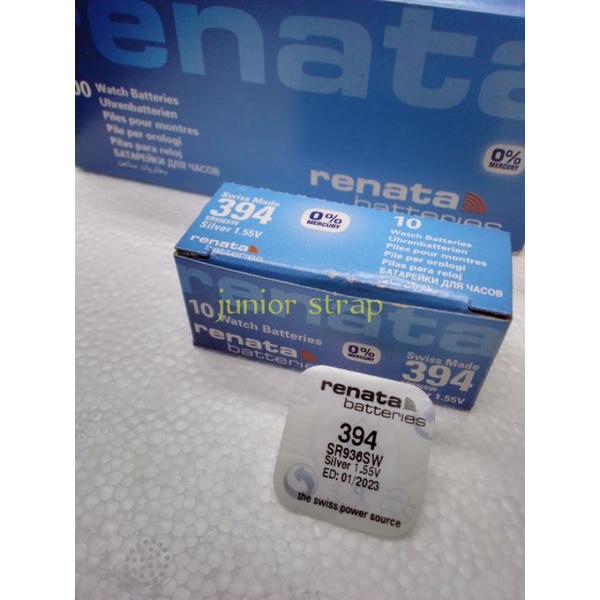 renata
00 Watch Batteries
Uhrenbatterien
Piles pour montres
Pile per orologi
Pilas para reloj
БАТАРЕЙКИ ДЛЯ ЧАСОВ
0%
MERCURY
renata
batteries
Swiss Made
394
SR936SW
Silver 1.55V
renata
batteries
0%
MERCURY
10
Watch Batteries
Uhrenbatterien
Piles pour montres
Pile per orologi
Pilas para reloj
БАТАРЕЙКИ ДЛЯ ЧАСОВ
renata
junior strap
10 Watch Batteries
renata
batteries
0%
MERCURY
Swiss Made
394
1.55V
renata
batteries
394
SR936SW
Silver 1.55V
ED: 01/2023
the swiss power source